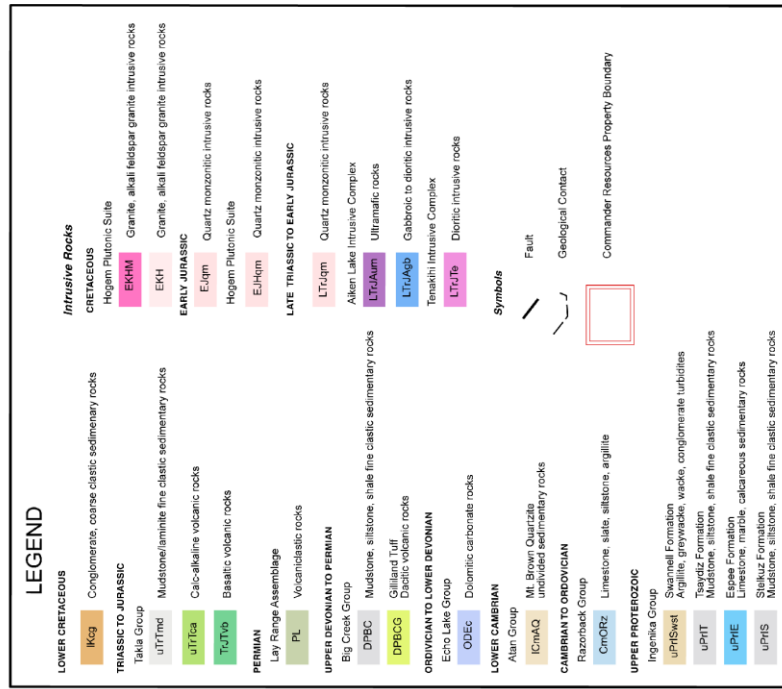 LEGEND
LOWER CRETACEOUS
lKcg Conglomerate, coarse clastic sedimenary rocks
TRIASSIC TO JURASSIC
Takla Group
uTrTmd Mudstone/laminite fine clastic sedimentary rocks
uTrTca Calc-alkaline volcanic rocks
TrJTvb Basaltic volcanic rocks
PERMIAN
Lay Range Assemblage
PL Volcaniclastic rocks
UPPER DEVONIAN TO PERMIAN
Big Creek Group
DPBC Mudstone, siltstone, shale fine clastic sedimentary rocks
DPBCG Gilliland Tuff
Dacitic volcanic rocks
ORDIVICIAN TO LOWER DEVONIAN
Echo Lake Group
ODEc Dolomitic carbonate rocks
LOWER CAMBRIAN
Atan Group
lCmAQ Mt. Brown Quartzite
undivided sedimentary rocks
CAMBRIAN TO ORDOVICIAN
Razorback Group
CmORz Limestone, slate, siltstone, argillite
UPPER PROTEROZOIC
Ingenika Group
uPrISwst Swannell Formation
Argillite, greywacke, wacke, conglomerate turbidites
uPrIT Tsaydiz Formation
Mudstone, siltstone, shale fine clastic sedimentary rocks
uPrIE Espee Formation
Limestone, marble, calcareous sedimentary rocks
uPrIS Stelkuz Formation
Mudstone, siltstone, shale fine clastic sedimentary rocks
Intrusive Rocks
CRETACEOUS
Hogem Plutonic Suite
EKHM Granite, alkali feldspar granite intrusive rocks
EKH Granite, alkali feldspar granite intrusive rocks
EARLY JURASSIC
EJqm Quartz monzonitic intrusive rocks
Hogem Plutonic Suite
EJHqm Quartz monzonitic intrusive rocks
LATE TRIASSIC TO EARLY JURASSIC
LTrJqm Quartz monzonitic intrusive rocks
Aiken Lake Intrusive Complex
LTrJAum Ultramafic rocks
LTrJAgb Gabbroic to dioritic intrusive rocks
Tenakihi Intrusive Complex
LTrJTe Dioritic intrusive rocks
Symbols
Fault
Geological Contact
Commander Resources Property Boundary